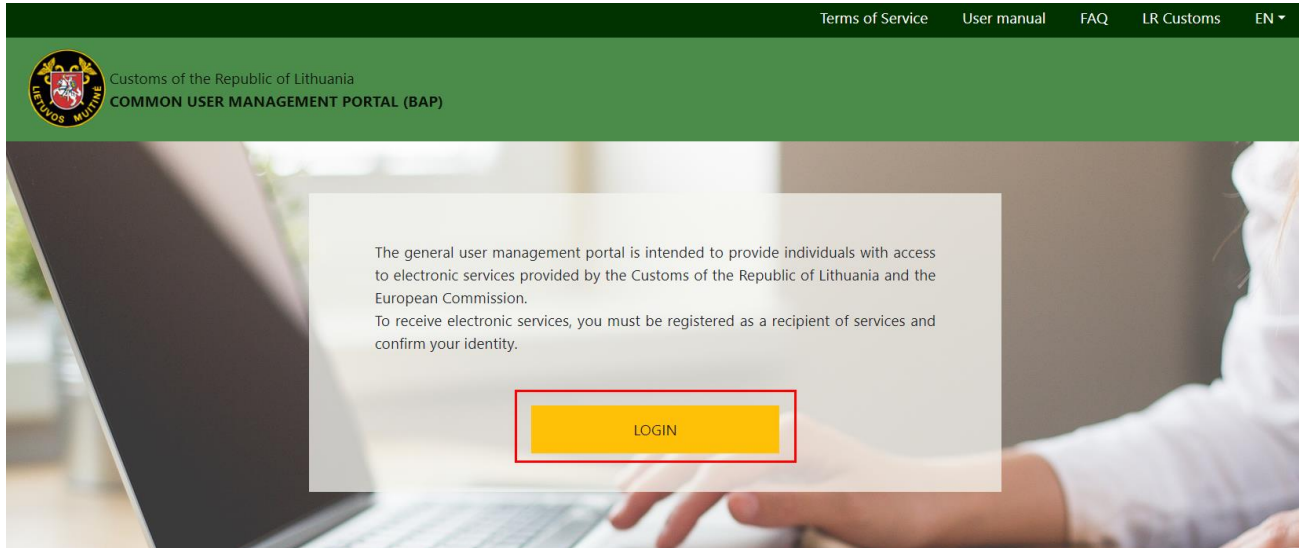 Terms of Service User manual FAQ LR Customs EN
LIETUVOS MUITINĖ
Customs of the Republic of Lithuania
COMMON USER MANAGEMENT PORTAL (BAP)
The general user management portal is intended to provide individuals with access
to electronic services provided by the Customs of the Republic of Lithuania and the
European Commission.
To receive electronic services, you must be registered as a recipient of services and
confirm your identity.
LOGIN